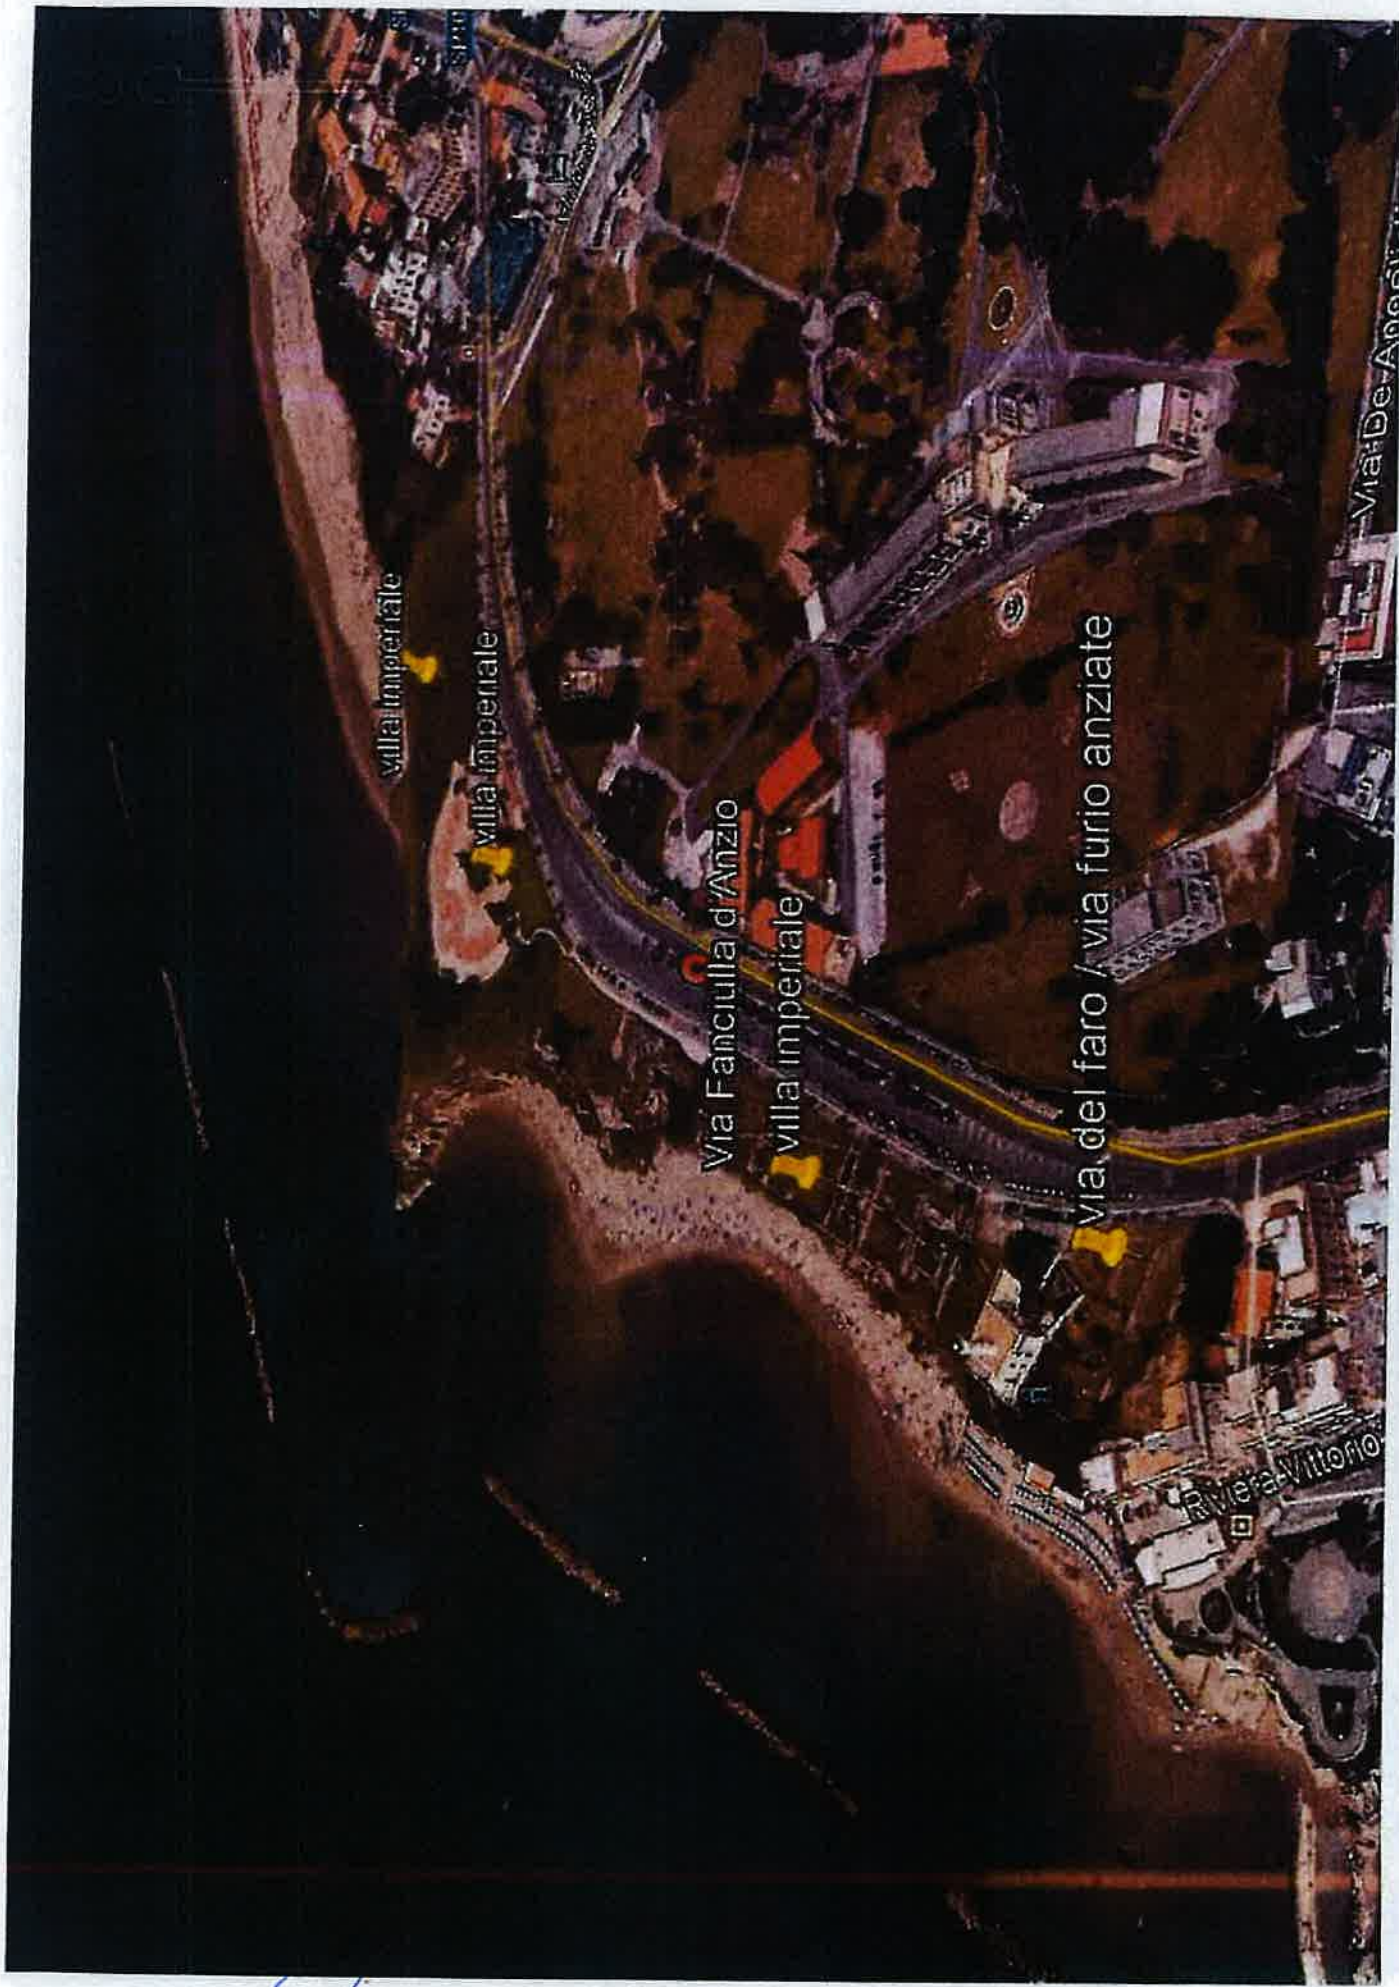 villa imperiale
villa imperiale
Via Fanciulla d'Anzio
villa imperiale
via del faro / via furio anziate
Via De
Riviera Vittorio